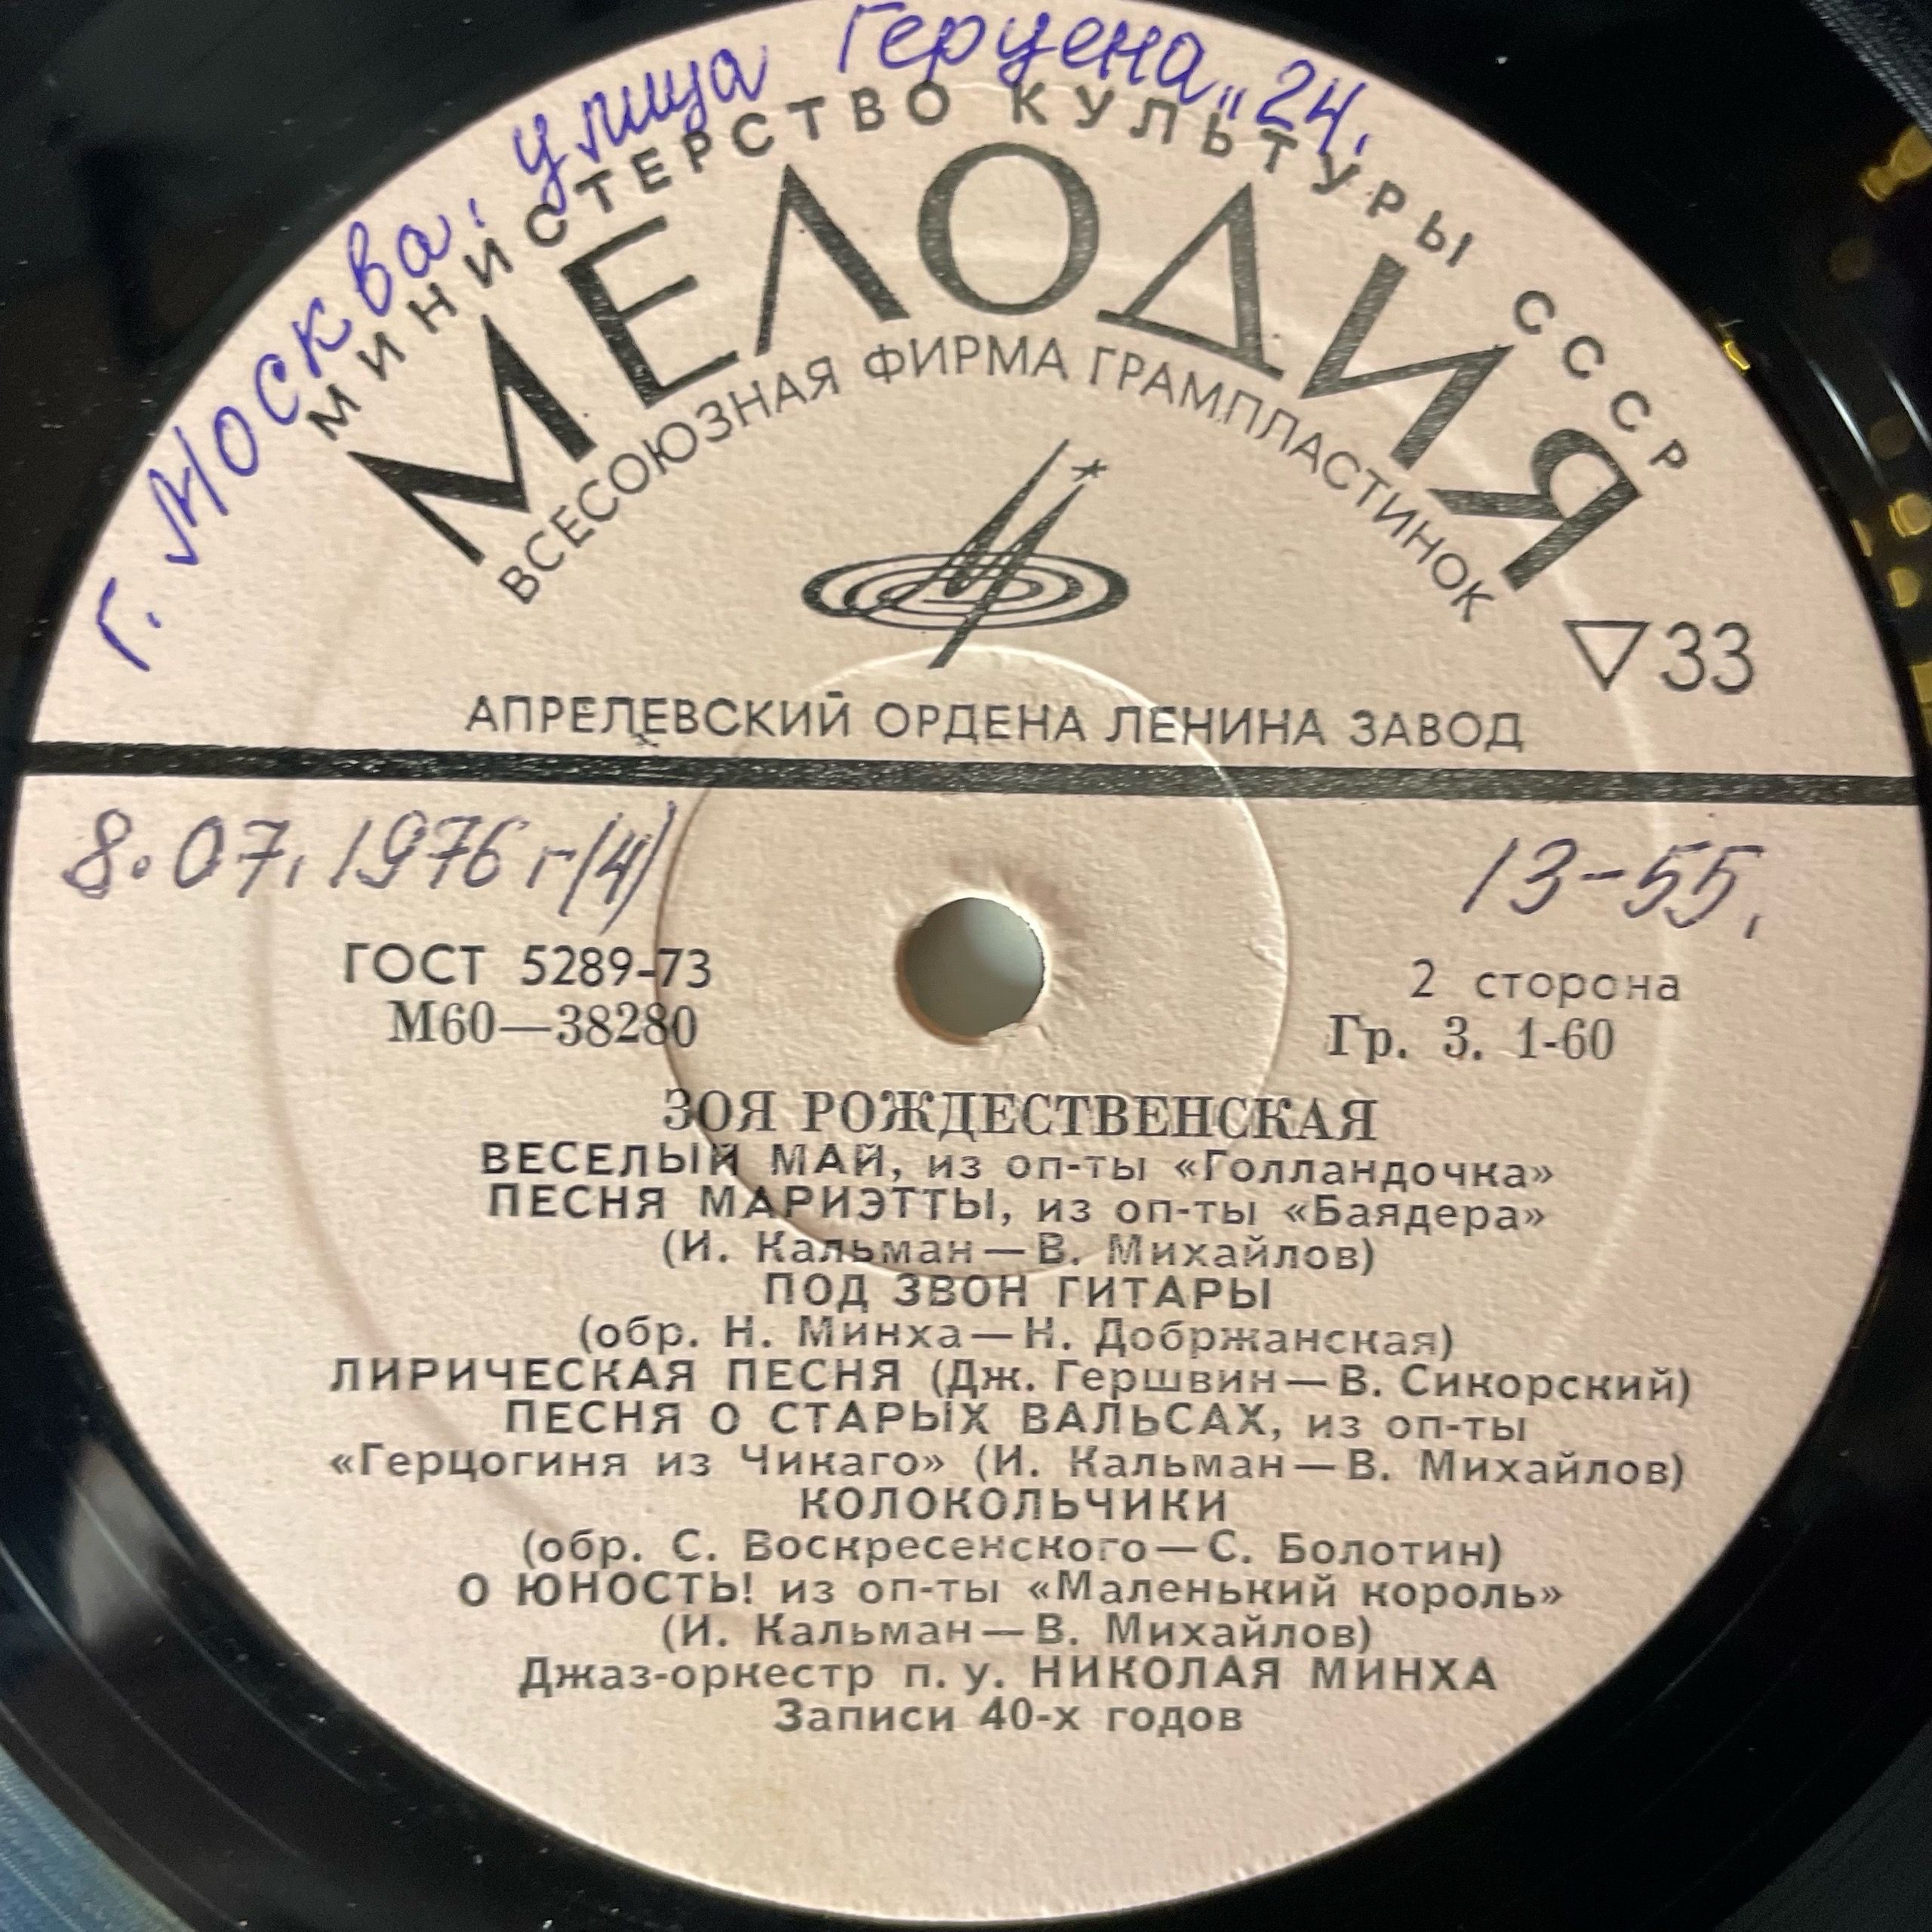 г. Москва, улица Герцена,, 24.
МИНИСТЕРСТВО КУЛЬТУРЫ СССР
МЕЛОДИЯ
ВСЕСОЮЗНАЯ ФИРМА ГРАМПЛАСТИНОК
▽33
АПРЕЛЕВСКИЙ ОРДЕНА ЛЕНИНА ЗАВОД
8.07.1976 г(4) 13-55.
ГОСТ 5289-73 2 сторона
М60—38280 Гр. 3. 1-60
ЗОЯ РОЖДЕСТВЕНСКАЯ
ВЕСЕЛЫЙ МАЙ, из оп-ты «Голландочка»
ПЕСНЯ МАРИЭТТЫ, из оп-ты «Баядера»
(И. Кальман — В. Михайлов)
ПОД ЗВОН ГИТАРЫ
(обр. Н. Минха — Н. Добржанская)
ЛИРИЧЕСКАЯ ПЕСНЯ (Дж. Гершвин — В. Сикорский)
ПЕСНЯ О СТАРЫХ ВАЛЬСАХ, из оп-ты
«Герцогиня из Чикаго» (И. Кальман — В. Михайлов)
КОЛОКОЛЬЧИКИ
(обр. С. Воскресенского — С. Болотин)
О ЮНОСТЬ! из оп-ты «Маленький король»
(И. Кальман — В. Михайлов)
Джаз-оркестр п. у. НИКОЛАЯ МИНХА
Записи 40-х годов